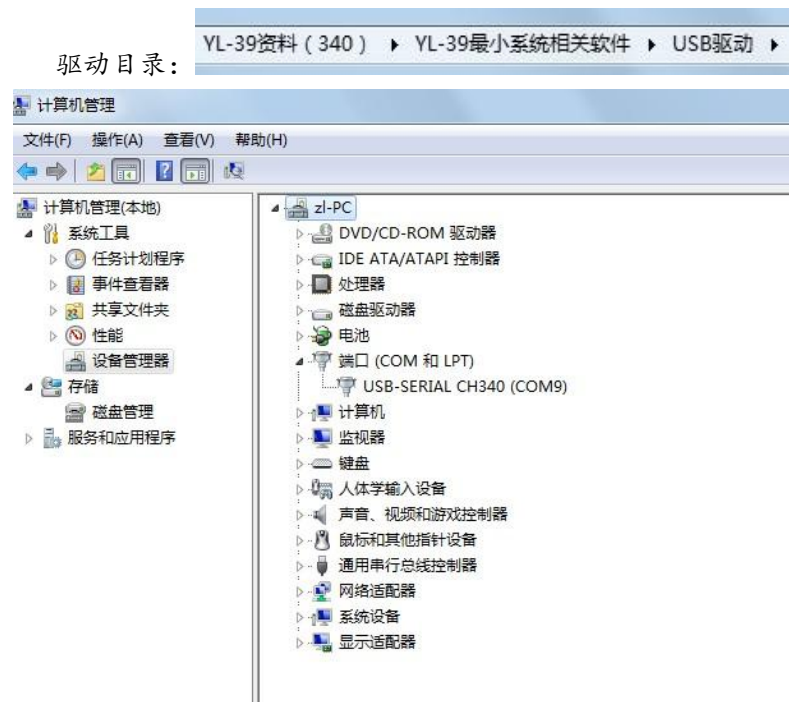 驱动目录：
YL-39资料（340） ▸ YL-39最小系统相关软件 ▸ USB驱动 ▸
计算机管理
文件(F) 操作(A) 查看(V) 帮助(H)
计算机管理(本地)
系统工具
任务计划程序
事件查看器
共享文件夹
性能
设备管理器
存储
磁盘管理
服务和应用程序
zl-PC
DVD/CD-ROM 驱动器
IDE ATA/ATAPI 控制器
处理器
磁盘驱动器
电池
端口 (COM 和 LPT)
USB-SERIAL CH340 (COM9)
计算机
监视器
键盘
人体学输入设备
声音、视频和游戏控制器
鼠标和其他指针设备
通用串行总线控制器
网络适配器
系统设备
显示适配器